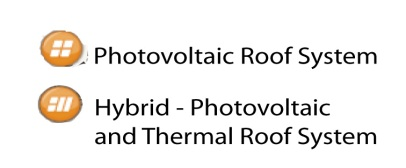 Photovoltaic Roof System
Hybrid - Photovoltaic
and Thermal Roof System